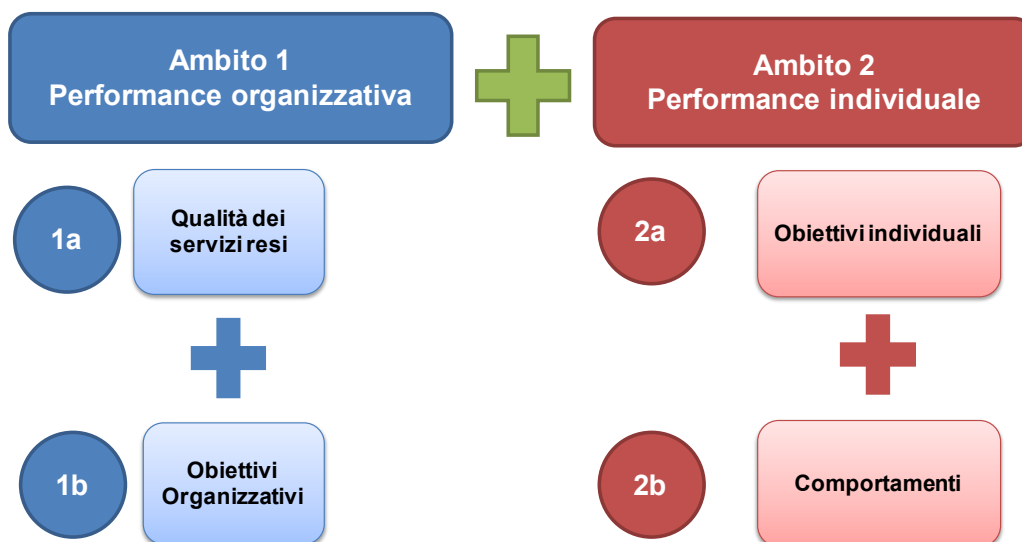 Ambito 1
Performance organizzativa
Ambito 2
Performance individuale
1a
Qualità dei
servizi resi
2a
Obiettivi individuali
1b
Obiettivi
Organizzativi
2b
Comportamenti